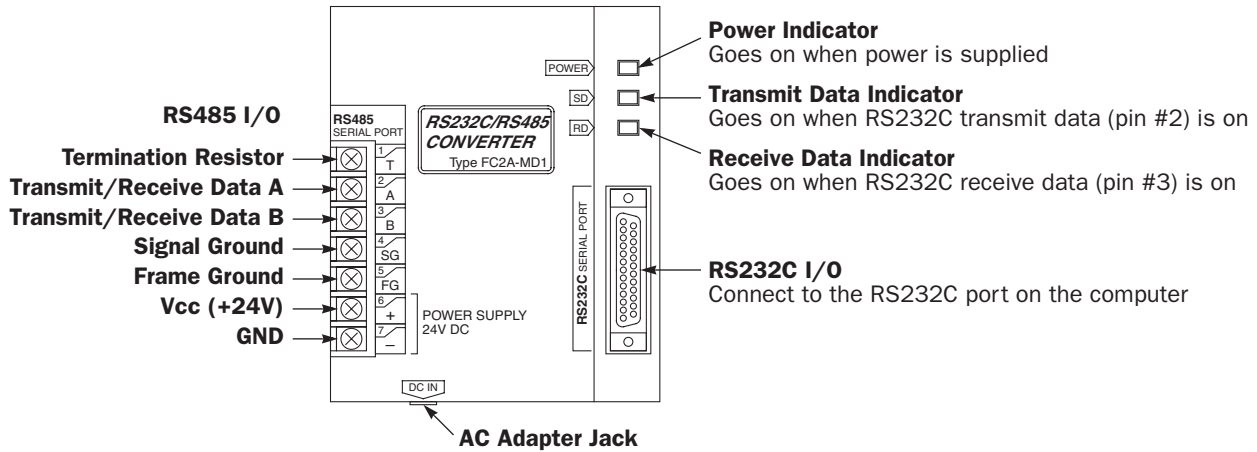 Power Indicator
Goes on when power is supplied
POWER
Transmit Data Indicator
SD
Goes on when RS232C transmit data (pin #2) is on
RS485 I/O
RS485
SERIAL PORT
RS232C/RS485
CONVERTER
Type FC2A-MD1
RD
Receive Data Indicator
Goes on when RS232C receive data (pin #3) is on
Termination Resistor
1
T
Transmit/Receive Data A
2
A
Transmit/Receive Data B
3
B
Signal Ground
4
SG
Frame Ground
5
FG
Vcc (+24V)
6
+
GND
7
–
POWER SUPPLY
24V DC
RS232C SERIAL PORT
RS232C I/O
Connect to the RS232C port on the computer
DC IN
AC Adapter Jack